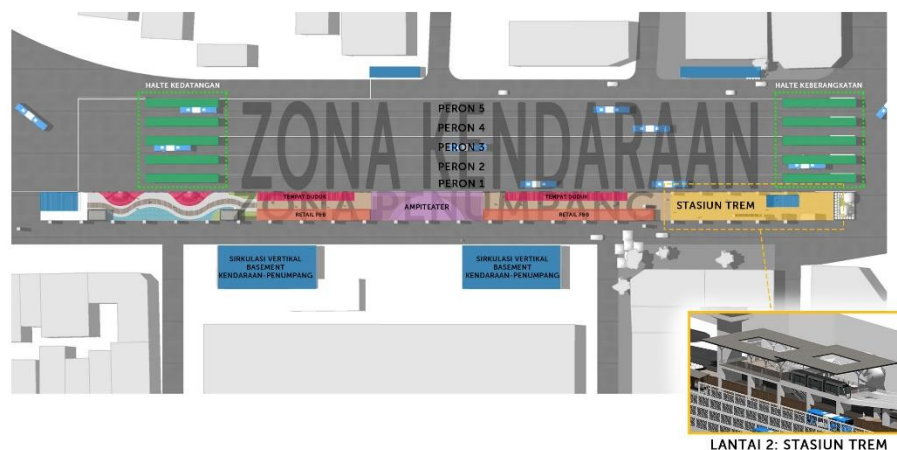 HALTE KEDATANGAN
HALTE KEBERANGKATAN
ZONA KENDARAAN
PERON 5
PERON 4
PERON 3
PERON 2
PERON 1
ZONA PENUMPANG
TEMPAT DUDUK
RETAIL F&B
AMPITEATER
TEMPAT DUDUK
RETAIL F&B
STASIUN TREM
SIRKULASI VERTIKAL
BASEMENT
KENDARAAN-PENUMPANG
SIRKULASI VERTIKAL
BASEMENT
KENDARAAN-PENUMPANG
LANTAI 2: STASIUN TREM